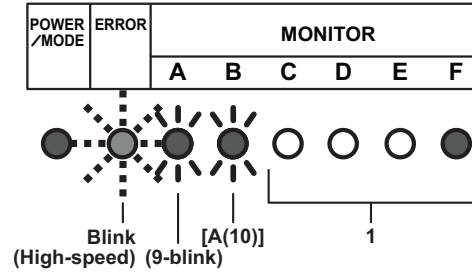 POWER ERROR MONITOR
/MODE
A B C D E F
Blink [A(10)] 1
(High-speed) (9-blink)